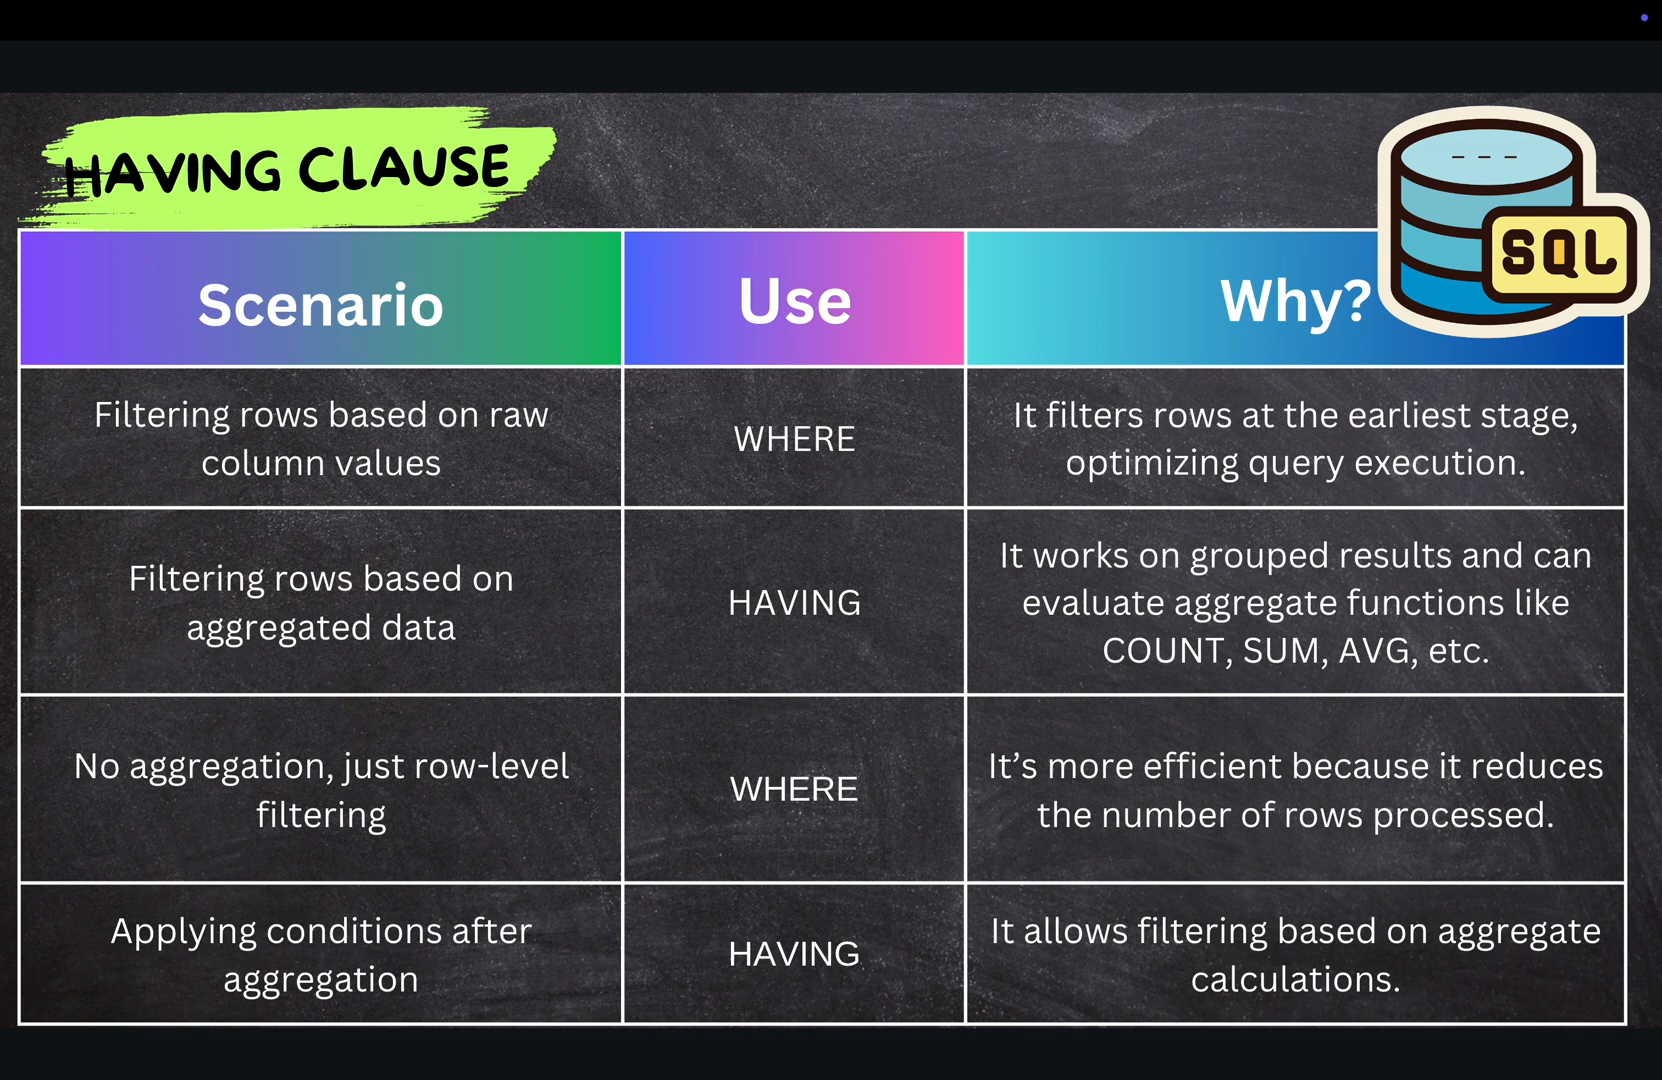 HAVING CLAUSE
SQL
Scenario
Use
Why?
Filtering rows based on raw
column values
WHERE
It filters rows at the earliest stage,
optimizing query execution.
Filtering rows based on
aggregated data
HAVING
It works on grouped results and can
evaluate aggregate functions like
COUNT, SUM, AVG, etc.
No aggregation, just row-level
filtering
WHERE
It’s more efficient because it reduces
the number of rows processed.
Applying conditions after
aggregation
HAVING
It allows filtering based on aggregate
calculations.